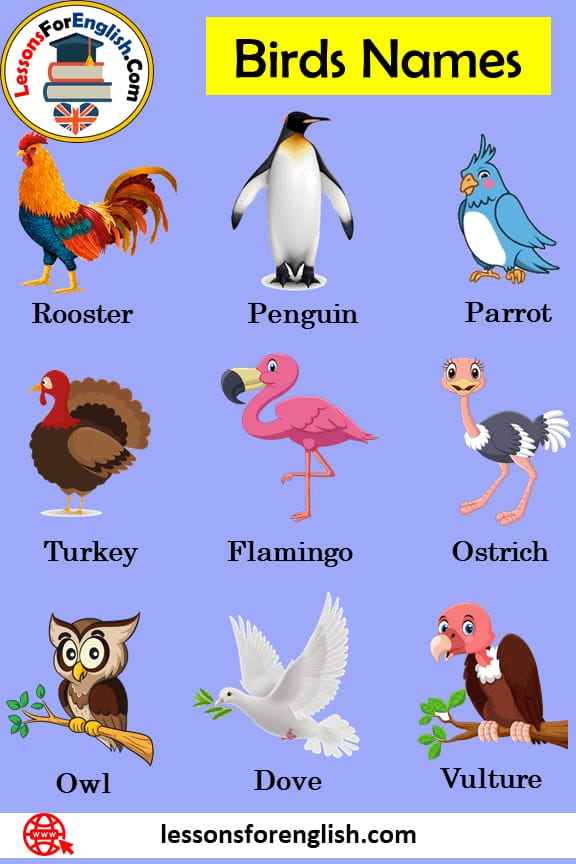 LessonsForEnglish.Com
Birds Names
Rooster
Penguin
Parrot
Turkey
Flamingo
Ostrich
Owl
Dove
Vulture
lessonsforenglish.com